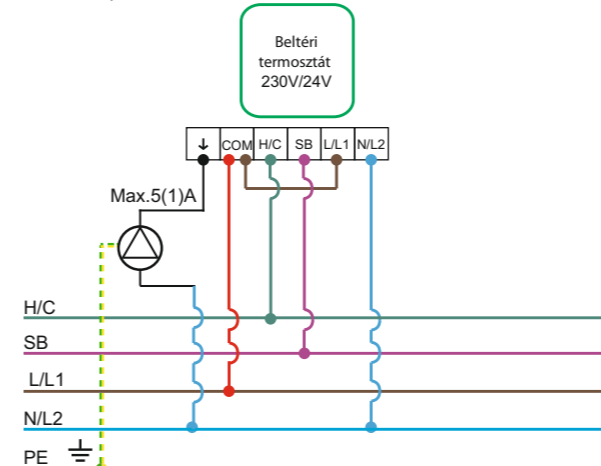 Beltéri
termosztát
230V/24V
↓ COM H/C SB L/L1 N/L2
Max.5(1)A
H/C
SB
L/L1
N/L2
PE